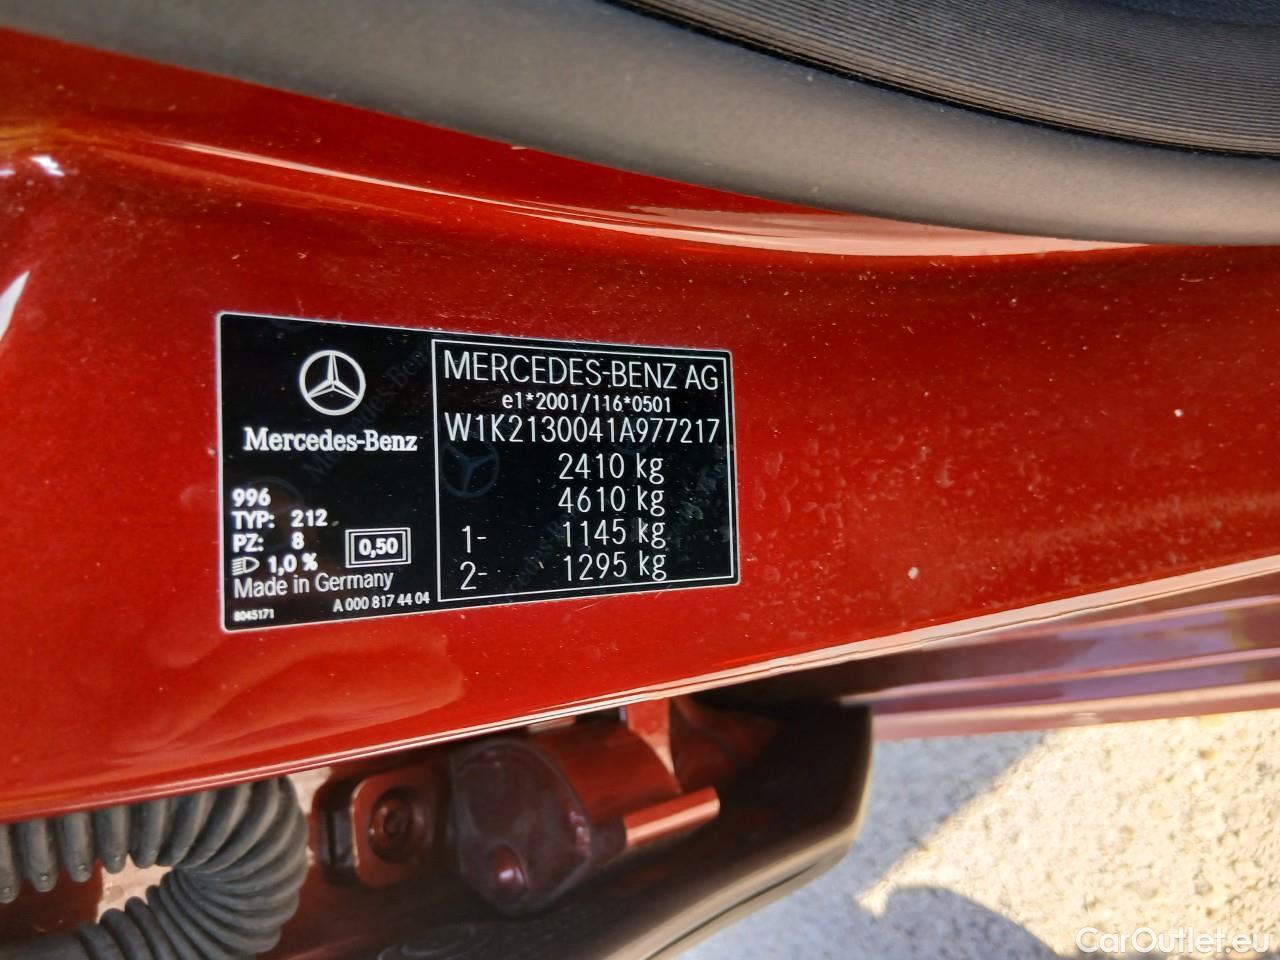 Mercedes-Benz
996
TYP: 212
PZ: 8
1,0 %
0,50
Made in Germany
8045171
A 000 817 44 04
MERCEDES-BENZ AG
e1*2001/116*0501
W1K2130041A977217
2410 kg
4610 kg
1- 1145 kg
2- 1295 kg
CarOutlet.eu